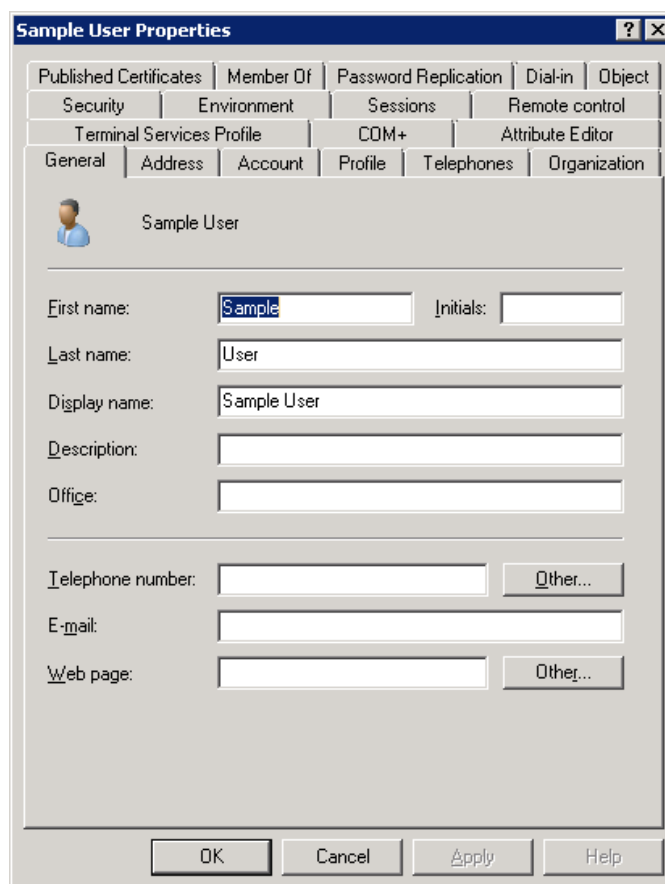 Sample User Properties
Published Certificates Member Of Password Replication Dial-in Object
Security Environment Sessions Remote control
Terminal Services Profile COM+ Attribute Editor
General Address Account Profile Telephones Organization
Sample User
First name: Sample Initials:
Last name: User
Display name: Sample User
Description:
Office:
Telephone number: Other...
E-mail:
Web page: Other...
OK Cancel Apply Help